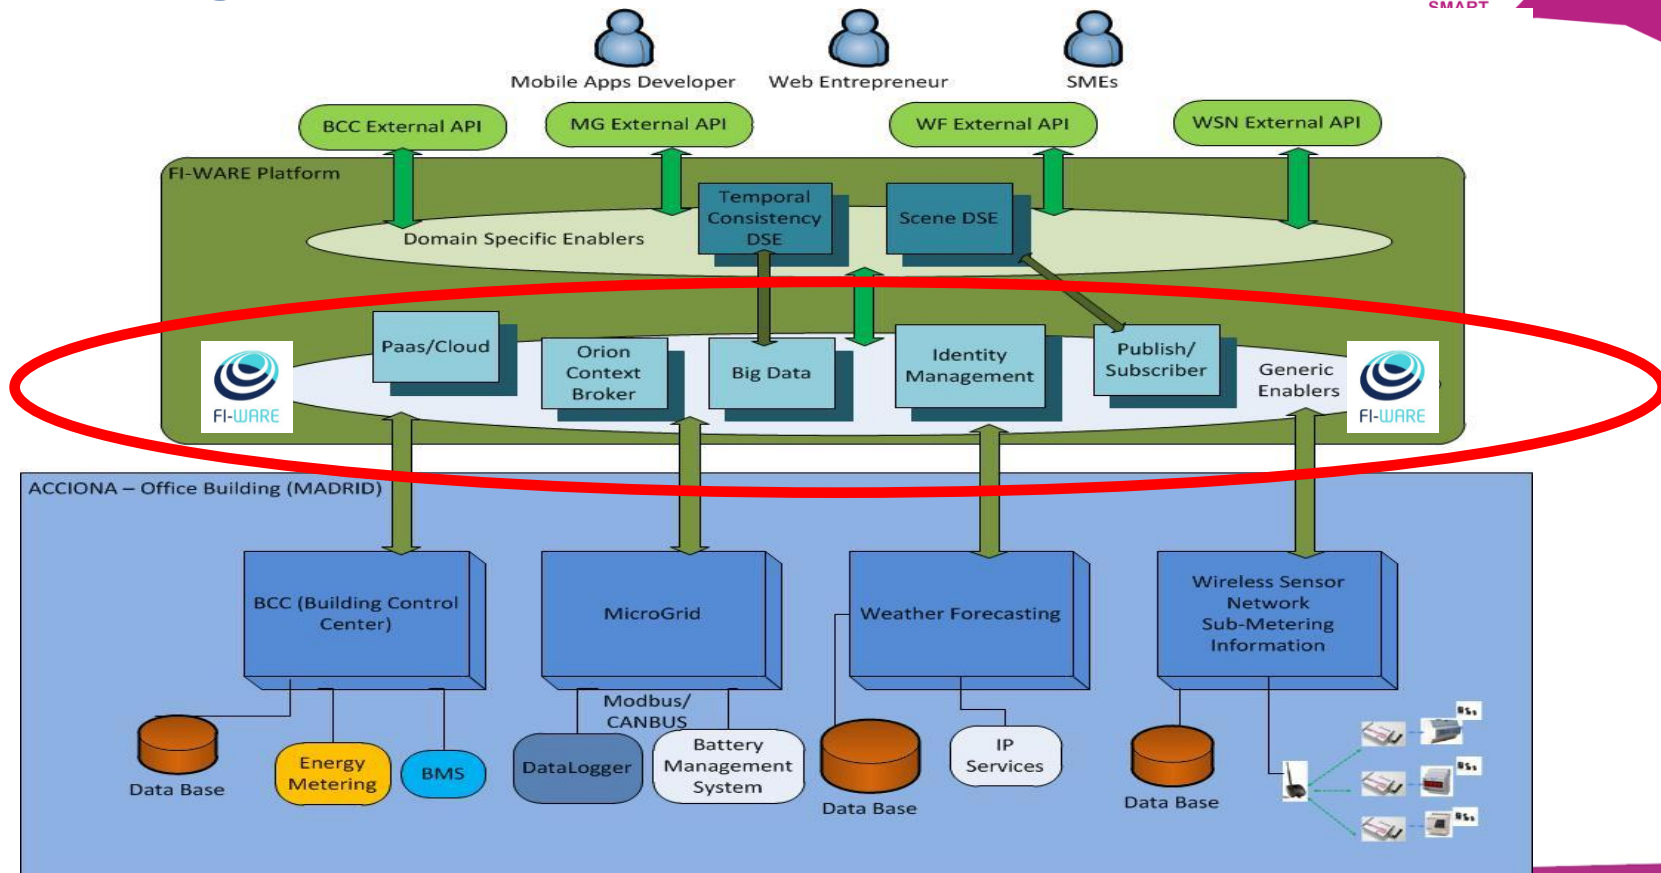 SMART
Mobile Apps Developer
Web Entrepreneur
SMEs
BCC External API
MG External API
WF External API
WSN External API
FI-WARE Platform
Temporal
Consistency
DSE
Scene DSE
Domain Specific Enablers
Paas/Cloud
Orion
Context
Broker
Big Data
Identity
Management
Publish/
Subscriber
Generic
Enablers
FI-WARE
FI-WARE
ACCIONA – Office Building (MADRID)
BCC (Building Control
Center)
MicroGrid
Weather Forecasting
Wireless Sensor
Network
Sub-Metering
Information
Modbus/
CANBUS
Data Base
Energy
Metering
BMS
DataLogger
Battery
Management
System
Data Base
IP
Services
Data Base